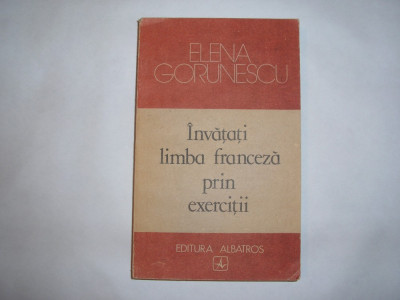 ELENA
GORUNESCU
Învățați
limba franceză
prin
exerciții
EDITURA ALBATROS